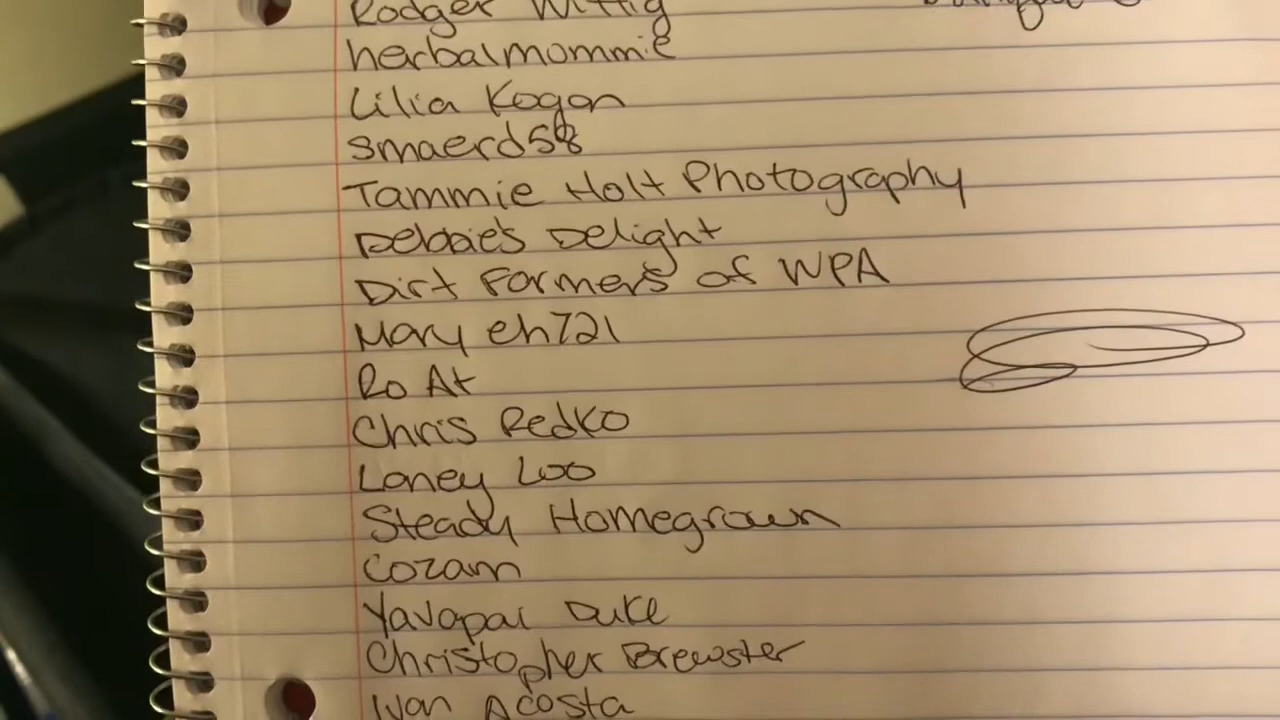 Rodger Wittig
herbalmommie
Lilia Kogan
smaerd58
Tammie Holt Photography
Debbie's Delight
Dirt Farmers of WPA
Mary eh721
Ro At
Chris Redko
Laney Loo
Steady Homegrown
Cozam
Yavapai Duke
Christopher Brewster
Ivan Acosta